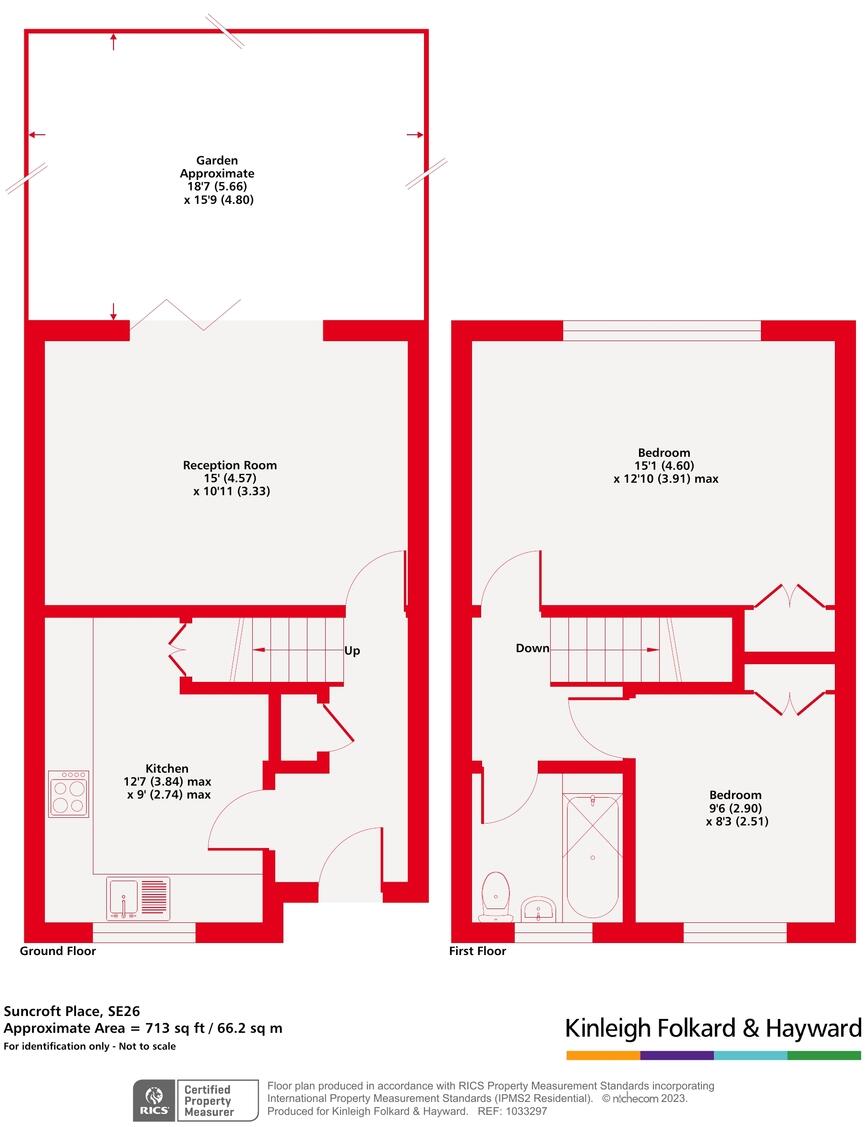 Garden
Approximate
18'7 (5.66)
x 15'9 (4.80)
Reception Room
15' (4.57)
x 10'11 (3.33)
Bedroom
15'1 (4.60)
x 12'10 (3.91) max
Up
Down
Kitchen
12'7 (3.84) max
x 9' (2.74) max
Bedroom
9'6 (2.90)
x 8'3 (2.51)
Ground Floor
First Floor
Suncroft Place, SE26
Approximate Area = 713 sq ft / 66.2 sq m
For identification only - Not to scale
Kinleigh Folkard & Hayward
RICS
Certified
Property
Measurer
Floor plan produced in accordance with RICS Property Measurement Standards incorporating
International Property Measurement Standards (IPMS2 Residential). © nichecom 2023.
Produced for Kinleigh Folkard & Hayward. REF: 1033297